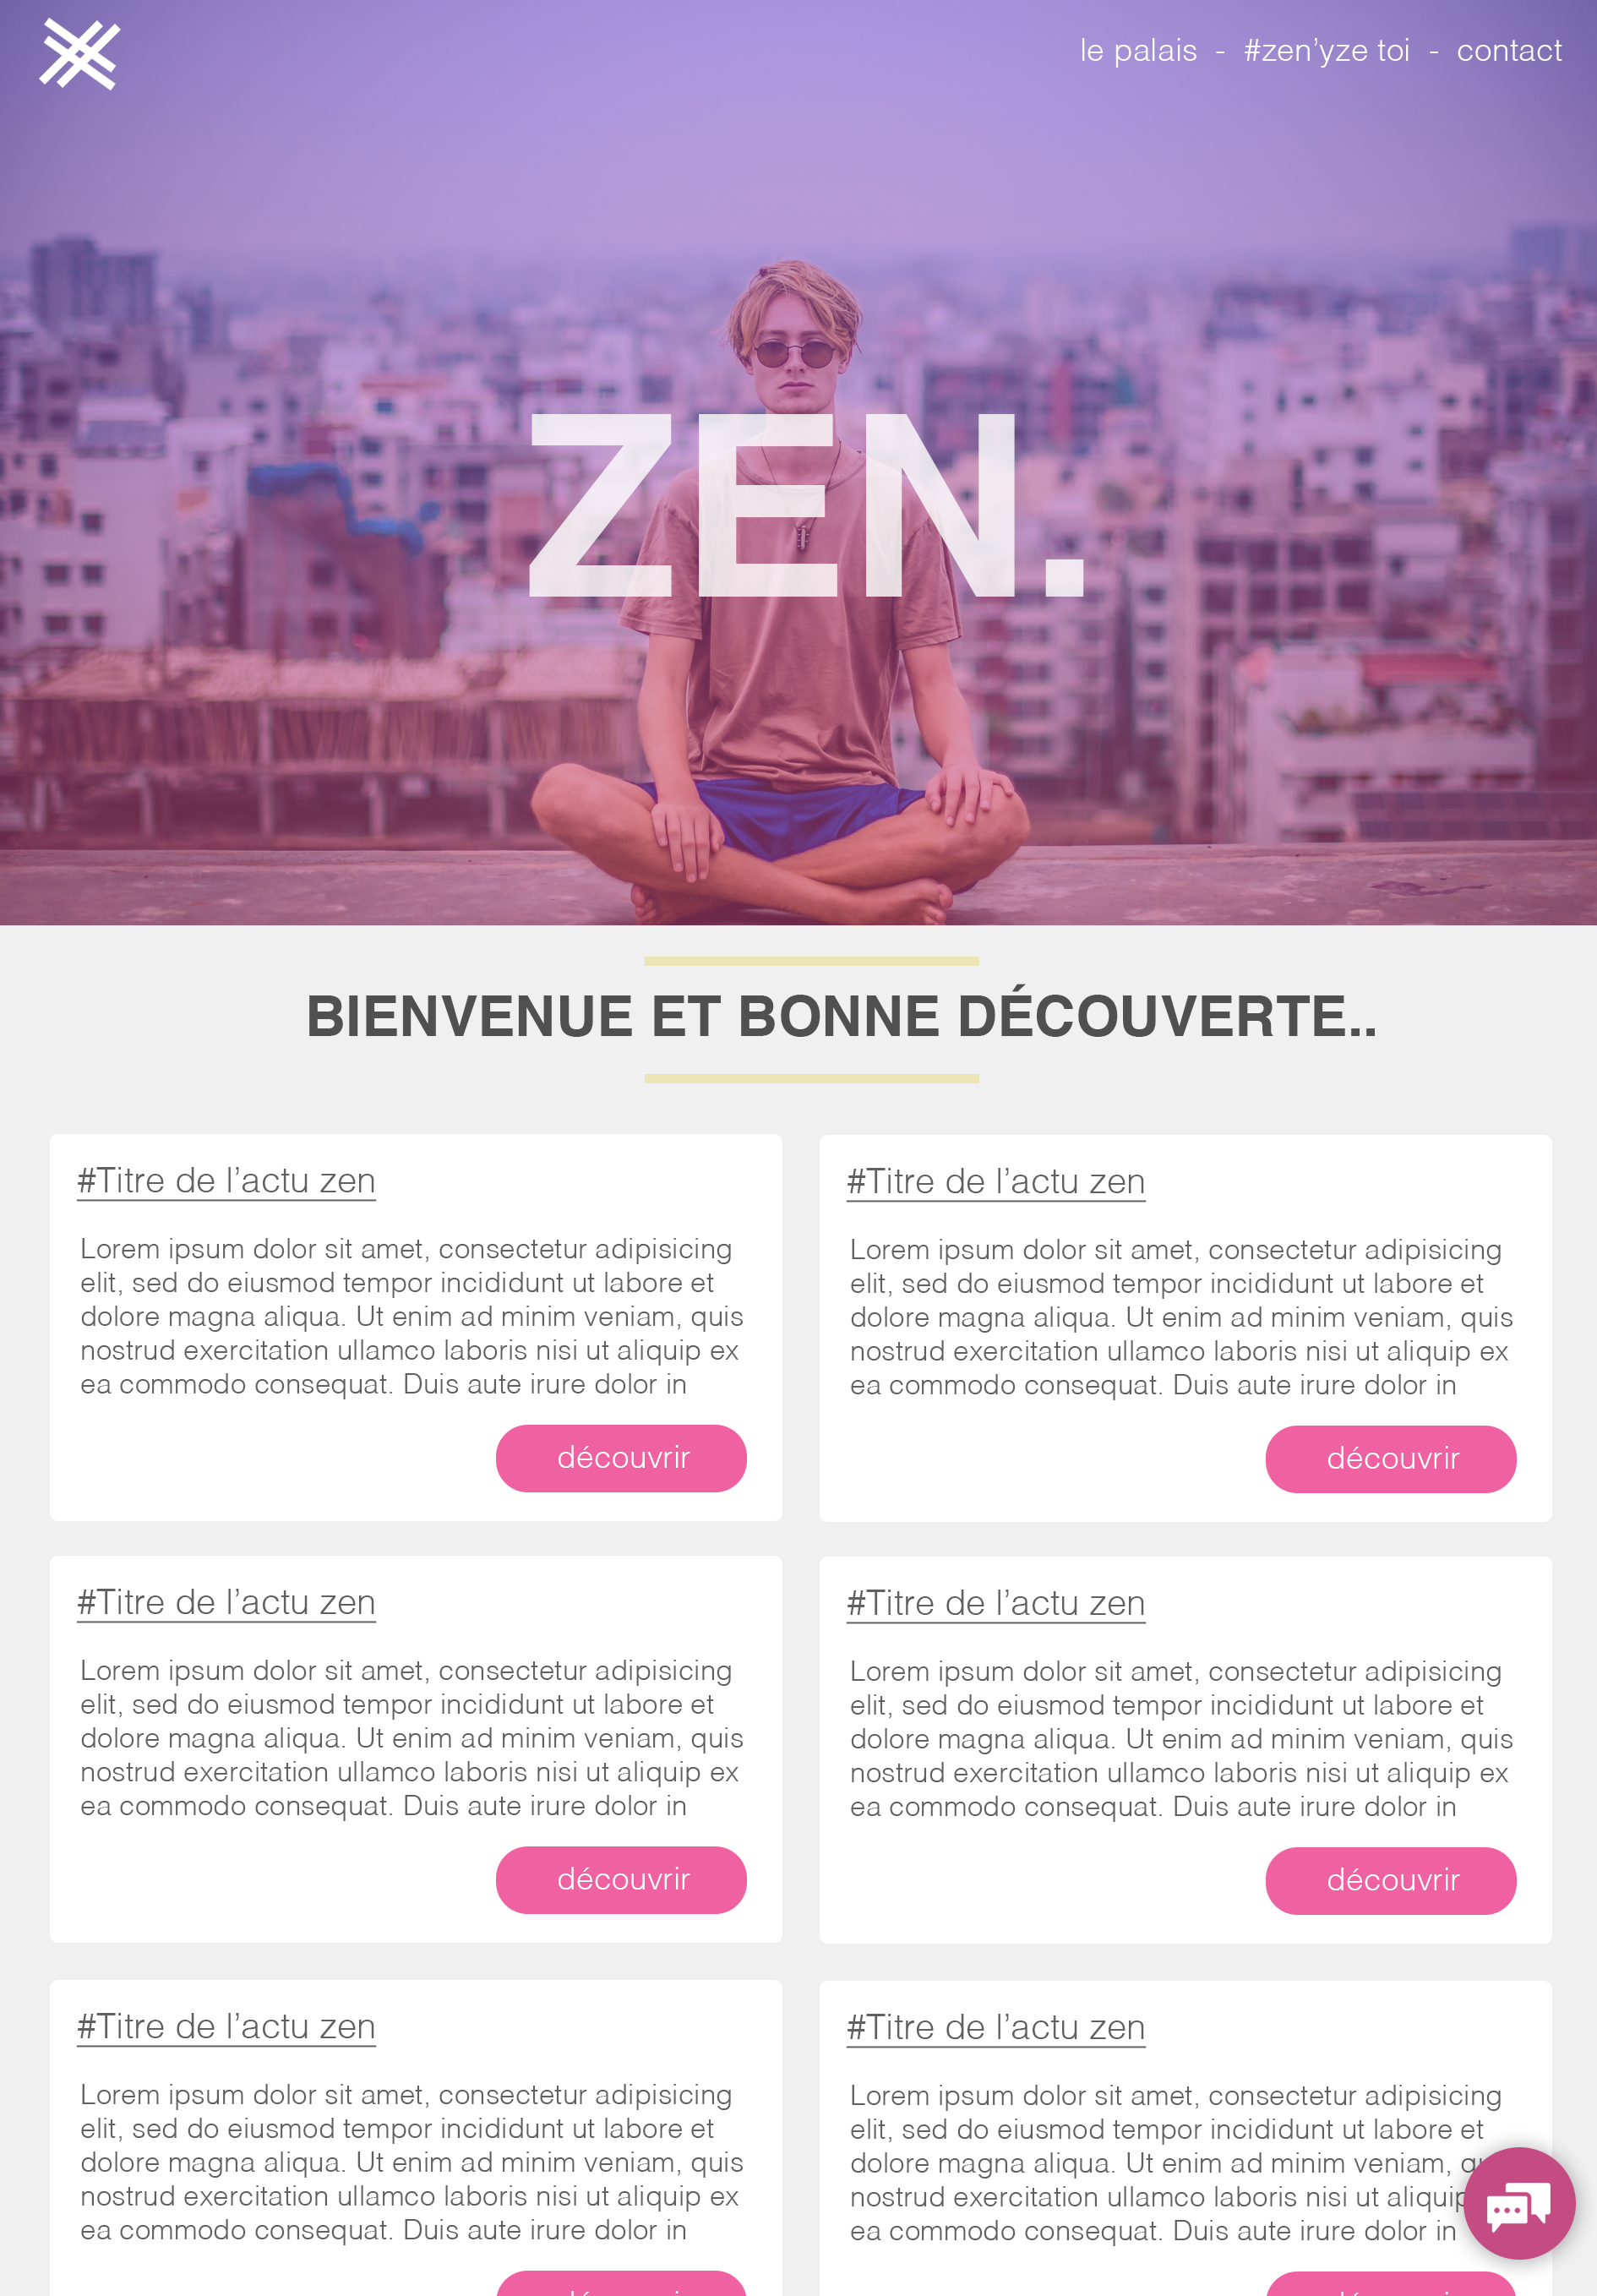 le palais - #zen’yze toi - contact
ZEN.
BIENVENUE ET BONNE DÉCOUVERTE..
#Titre de l’actu zen
Lorem ipsum dolor sit amet, consectetur adipisicing
elit, sed do eiusmod tempor incididunt ut labore et
dolore magna aliqua. Ut enim ad minim veniam, quis
nostrud exercitation ullamco laboris nisi ut aliquip ex
ea commodo consequat. Duis aute irure dolor in
découvrir
#Titre de l’actu zen
Lorem ipsum dolor sit amet, consectetur adipisicing
elit, sed do eiusmod tempor incididunt ut labore et
dolore magna aliqua. Ut enim ad minim veniam, quis
nostrud exercitation ullamco laboris nisi ut aliquip ex
ea commodo consequat. Duis aute irure dolor in
découvrir
#Titre de l’actu zen
Lorem ipsum dolor sit amet, consectetur adipisicing
elit, sed do eiusmod tempor incididunt ut labore et
dolore magna aliqua. Ut enim ad minim veniam, quis
nostrud exercitation ullamco laboris nisi ut aliquip ex
ea commodo consequat. Duis aute irure dolor in
découvrir
#Titre de l’actu zen
Lorem ipsum dolor sit amet, consectetur adipisicing
elit, sed do eiusmod tempor incididunt ut labore et
dolore magna aliqua. Ut enim ad minim veniam, quis
nostrud exercitation ullamco laboris nisi ut aliquip ex
ea commodo consequat. Duis aute irure dolor in
découvrir
#Titre de l’actu zen
Lorem ipsum dolor sit amet, consectetur adipisicing
elit, sed do eiusmod tempor incididunt ut labore et
dolore magna aliqua. Ut enim ad minim veniam, quis
nostrud exercitation ullamco laboris nisi ut aliquip ex
ea commodo consequat. Duis aute irure dolor in
#Titre de l’actu zen
Lorem ipsum dolor sit amet, consectetur adipisicing
elit, sed do eiusmod tempor incididunt ut labore et
dolore magna aliqua. Ut enim ad minim veniam,
nostrud exercitation ullamco laboris nisi ut aliquip
ea commodo consequat. Duis aute irure dolor in